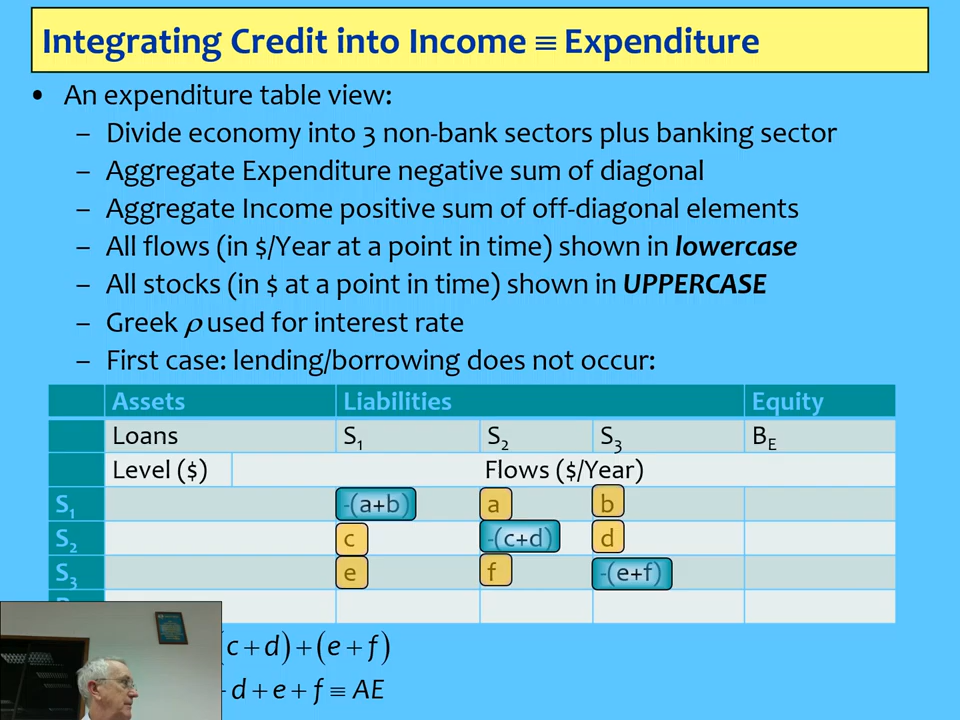 Integrating Credit into Income ≡ Expenditure
• An expenditure table view:
– Divide economy into 3 non-bank sectors plus banking sector
– Aggregate Expenditure negative sum of diagonal
– Aggregate Income positive sum of off-diagonal elements
– All flows (in $/Year at a point in time) shown in lowercase
– All stocks (in $ at a point in time) shown in UPPERCASE
– Greek ρ used for interest rate
– First case: lending/borrowing does not occur:
Assets Liabilities Equity
Loans S₁ S₂ S₃ B_E
Level ($) Flows ($/Year)
S₁ -(a+b) a b
S₂ c -(c+d) d
S₃ e f -(e+f)
(c + d) + (e + f)
d + e + f ≡ AE